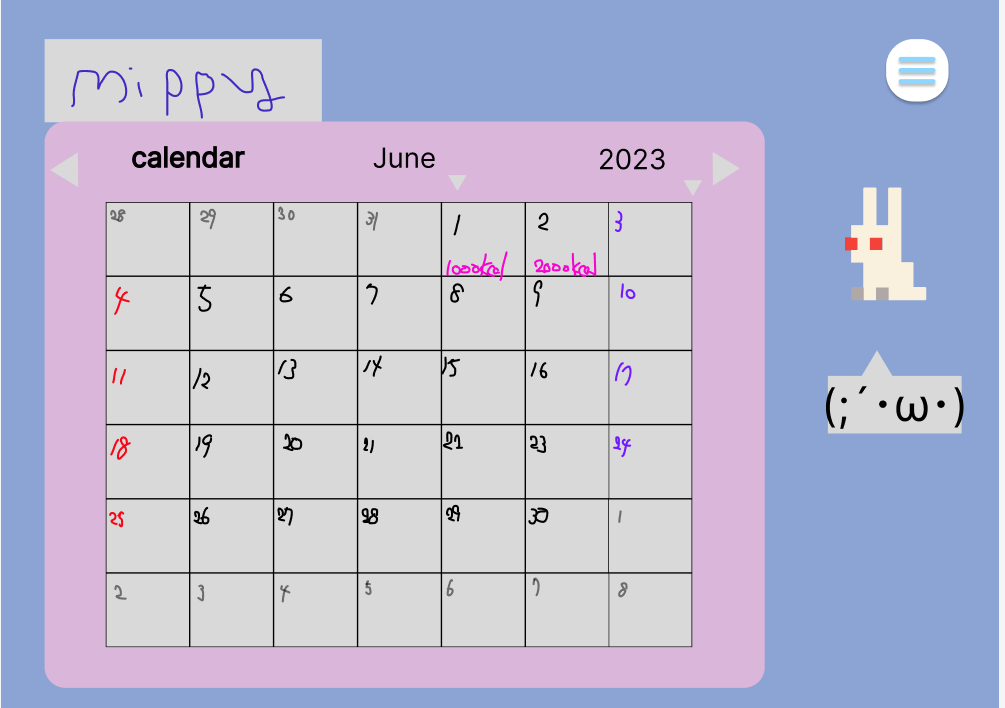 mippy
calendar June 2023
28 29 30 31 1 2 3
1000kcal 2000kcal
4 5 6 7 8 9 10
11 12 13 14 15 16 17
18 19 20 21 22 23 24
25 26 27 28 29 30 1
2 3 4 5 6 7 8
(;´・ω・)